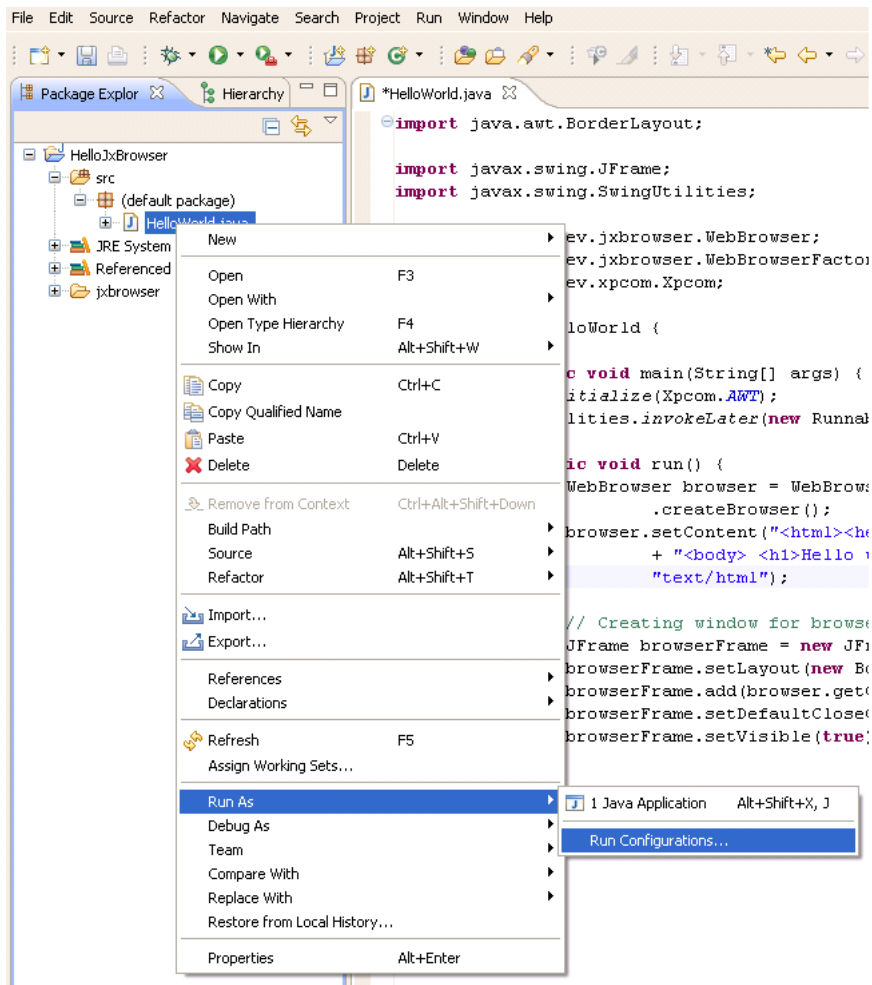 File Edit Source Refactor Navigate Search Project Run Window Help
Package Explor
Hierarchy
*HelloWorld.java
HelloJxBrowser
src
(default package)
HelloWorld.java
JRE System
Referenced
jxbrowser
import java.awt.BorderLayout;
import javax.swing.JFrame;
import javax.swing.SwingUtilities;
ev.jxbrowser.WebBrowser;
ev.jxbrowser.WebBrowserFactor
ev.xpcom.Xpcom;
loWorld {
c void main(String[] args) {
itialize(Xpcom.AWT);
lities.invokeLater(new Runnab
ic void run() {
WebBrowser browser = WebBrows
.createBrowser();
browser.setContent("<html><he
+ "<body> <h1>Hello w
"text/html");
// Creating window for browse
JFrame browserFrame = new JFr
browserFrame.setLayout(new Bo
browserFrame.add(browser.getC
browserFrame.setDefaultCloseO
browserFrame.setVisible(true)
New
Open F3
Open With
Open Type Hierarchy F4
Show In Alt+Shift+W
Copy Ctrl+C
Copy Qualified Name
Paste Ctrl+V
Delete Delete
Remove from Context Ctrl+Alt+Shift+Down
Build Path
Source Alt+Shift+S
Refactor Alt+Shift+T
Import...
Export...
References
Declarations
Refresh F5
Assign Working Sets...
Run As
Debug As
Team
Compare With
Replace With
Restore from Local History...
Properties Alt+Enter
1 Java Application Alt+Shift+X, J
Run Configurations...